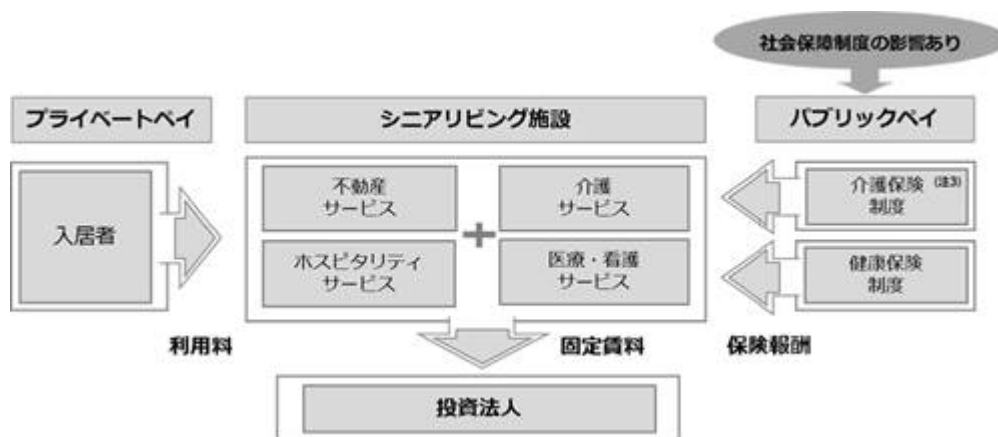 社会保障制度の影響あり
プライベートペイ
シニアリビング施設
パブリックペイ
入居者
不動産
サービス
+
介護
サービス
ホスピタリティ
サービス
医療・看護
サービス
介護保険 (注3)
制度
健康保険
制度
利用料
固定賃料
保険報酬
投資法人